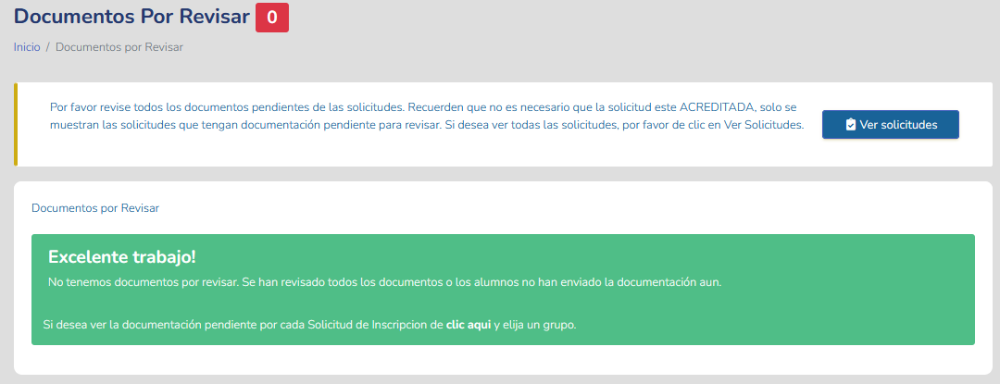 Documentos Por Revisar 0
Inicio / Documentos por Revisar
Por favor revise todos los documentos pendientes de las solicitudes. Recuerden que no es necesario que la solicitud este ACREDITADA, solo se
muestran las solicitudes que tengan documentación pendiente para revisar. Si desea ver todas las solicitudes, por favor de clic en Ver Solicitudes.
Ver solicitudes
Documentos por Revisar
Excelente trabajo!
No tenemos documentos por revisar. Se han revisado todos los documentos o los alumnos no han enviado la documentación aun.
Si desea ver la documentación pendiente por cada Solicitud de Inscripcion de clic aqui y elija un grupo.